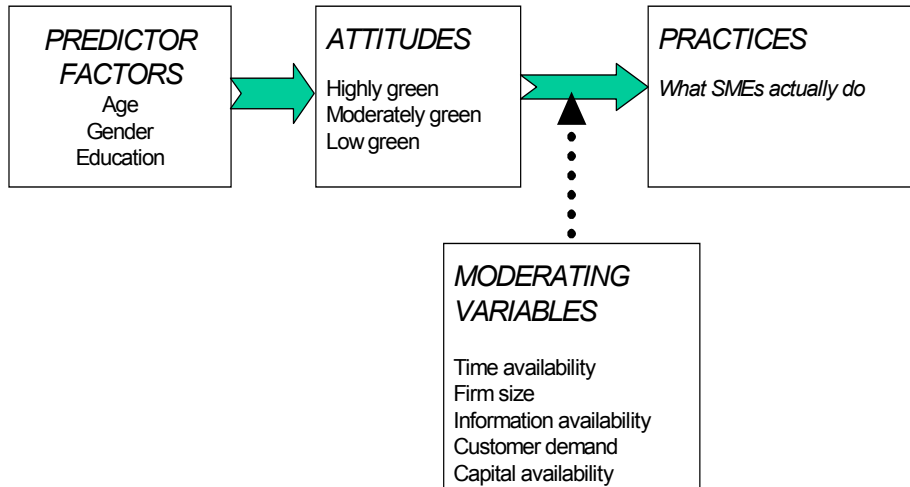 PREDICTOR
FACTORS
Age
Gender
Education
ATTITUDES
Highly green
Moderately green
Low green
PRACTICES
What SMEs actually do
MODERATING
VARIABLES
Time availability
Firm size
Information availability
Customer demand
Capital availability